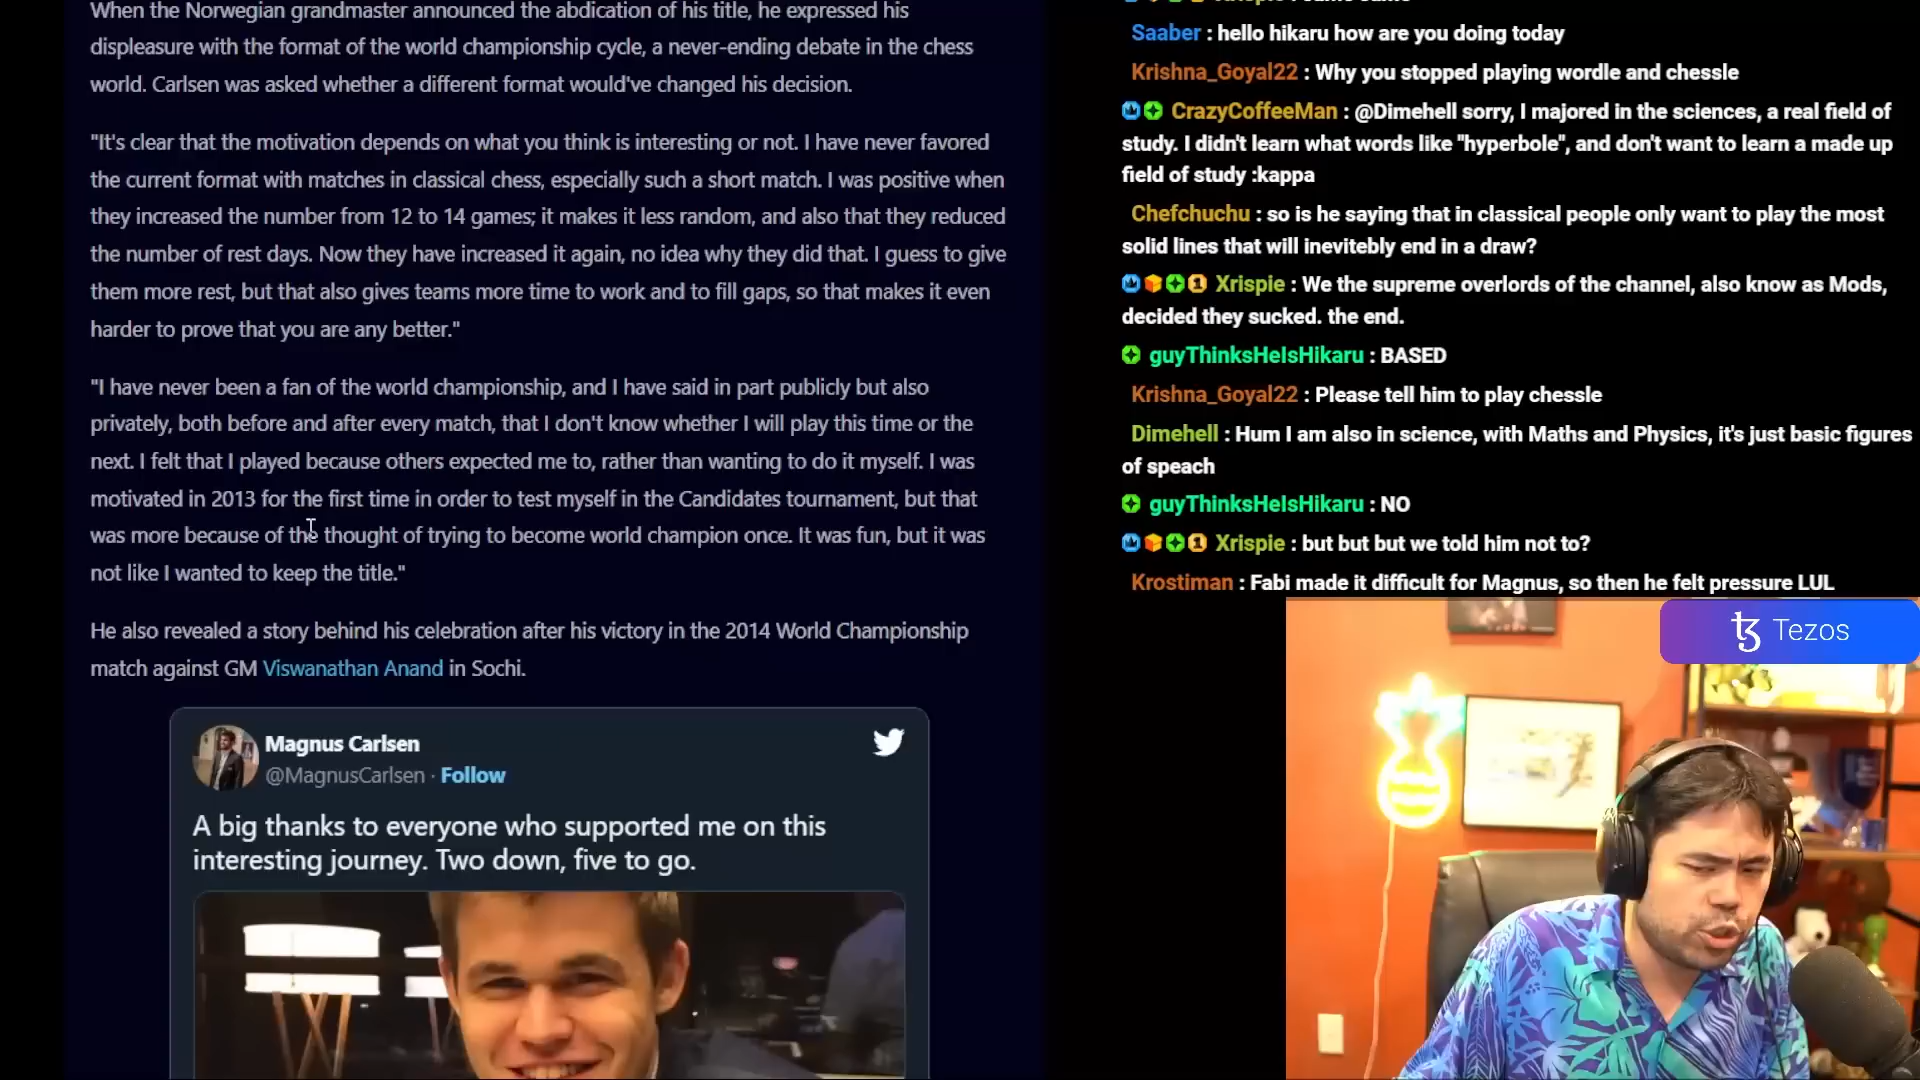 When the Norwegian grandmaster announced the abdication of his title, he expressed his
displeasure with the format of the world championship cycle, a never-ending debate in the chess
world. Carlsen was asked whether a different format would've changed his decision.
"It's clear that the motivation depends on what you think is interesting or not. I have never favored
the current format with matches in classical chess, especially such a short match. I was positive when
they increased the number from 12 to 14 games; it makes it less random, and also that they reduced
the number of rest days. Now they have increased it again, no idea why they did that. I guess to give
them more rest, but that also gives teams more time to work and to fill gaps, so that makes it even
harder to prove that you are any better."
"I have never been a fan of the world championship, and I have said in part publicly but also
privately, both before and after every match, that I don't know whether I will play this time or the
next. I felt that I played because others expected me to, rather than wanting to do it myself. I was
motivated in 2013 for the first time in order to test myself in the Candidates tournament, but that
was more because of the thought of trying to become world champion once. It was fun, but it was
not like I wanted to keep the title."
He also revealed a story behind his celebration after his victory in the 2014 World Championship
match against GM Viswanathan Anand in Sochi.
Magnus Carlsen
@MagnusCarlsen · Follow
A big thanks to everyone who supported me on this
interesting journey. Two down, five to go.
Saaber : hello hikaru how are you doing today
Krishna_Goyal22 : Why you stopped playing wordle and chessle
CrazyCoffeeMan : @Dimehell sorry, I majored in the sciences, a real field of
study. I didn't learn what words like "hyperbole", and don't want to learn a made up
field of study :kappa
Chefchuchu : so is he saying that in classical people only want to play the most
solid lines that will inevitebly end in a draw?
1 Xrispie : We the supreme overlords of the channel, also know as Mods,
decided they sucked. the end.
guyThinksHeIsHikaru : BASED
Krishna_Goyal22 : Please tell him to play chessle
Dimehell : Hum I am also in science, with Maths and Physics, it's just basic figures
of speach
guyThinksHeIsHikaru : NO
1 Xrispie : but but but we told him not to?
Krostiman : Fabi made it difficult for Magnus, so then he felt pressure LUL
Tezos